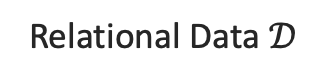 Relational Data 𝒟